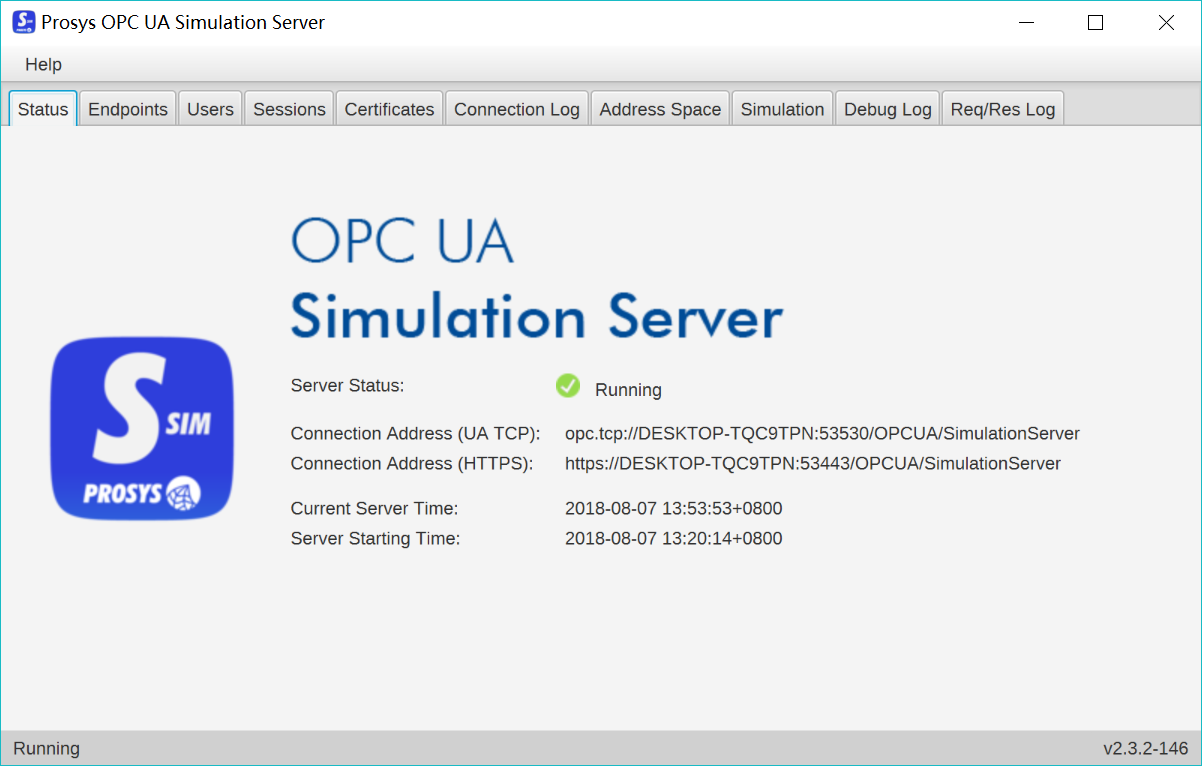 Prosys OPC UA Simulation Server
Help
Status Endpoints Users Sessions Certificates Connection Log Address Space Simulation Debug Log Req/Res Log
OPC UA
Simulation Server
S SIM
PROSYS
Server Status: Running
Connection Address (UA TCP): opc.tcp://DESKTOP-TQC9TPN:53530/OPCUA/SimulationServer
Connection Address (HTTPS): https://DESKTOP-TQC9TPN:53443/OPCUA/SimulationServer
Current Server Time: 2018-08-07 13:53:53+0800
Server Starting Time: 2018-08-07 13:20:14+0800
Running v2.3.2-146